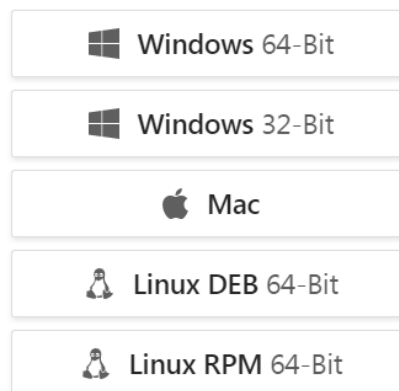 Windows 64-Bit
Windows 32-Bit
Mac
Linux DEB 64-Bit
Linux RPM 64-Bit